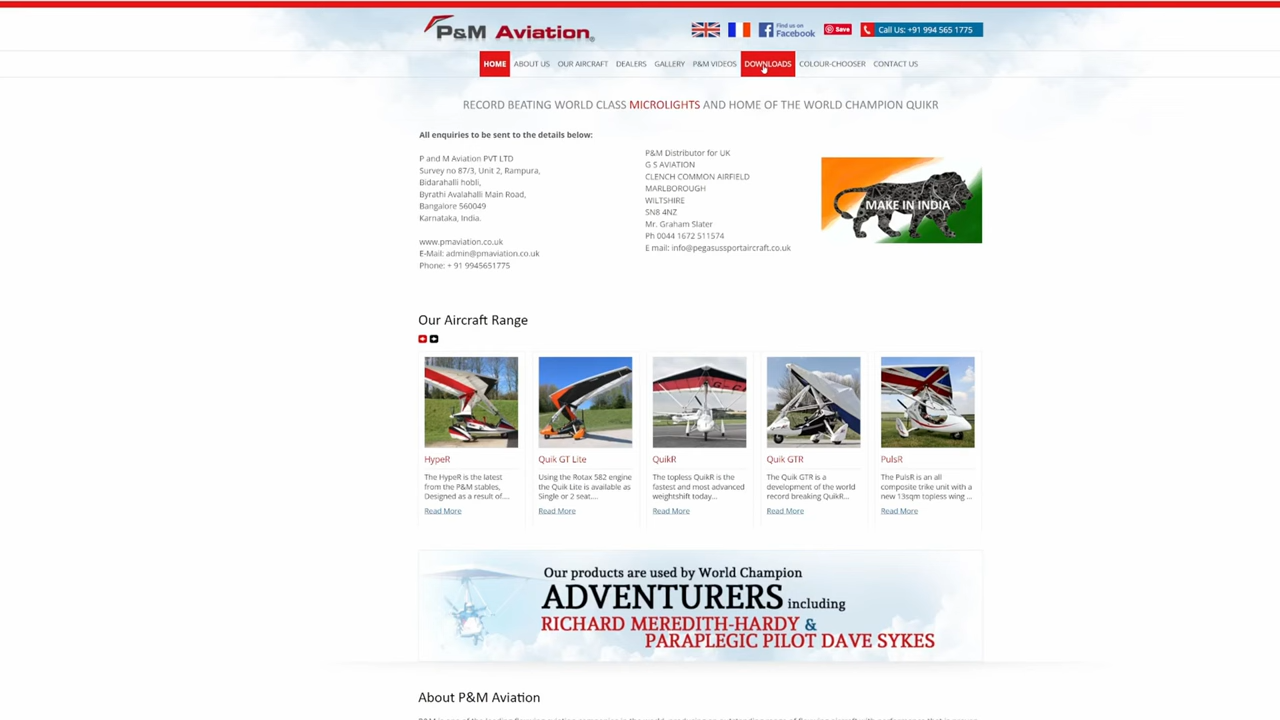 P&M Aviation
Find us on
Facebook
Save
Call Us: +91 994 565 1775
HOME ABOUT US OUR AIRCRAFT DEALERS GALLERY P&M VIDEOS DOWNLOADS COLOUR-CHOOSER CONTACT US
RECORD BEATING WORLD CLASS MICROLIGHTS AND HOME OF THE WORLD CHAMPION QUIKR
All enquiries to be sent to the details below:
P and M Aviation PVT LTD
Survey no 87/3, Unit 2, Rampura,
Bidarahalli hobli,
Byrathi Avalahalli Main Road,
Bangalore 560049
Karnataka, India.
www.pmaviation.co.uk
E-Mail: admin@pmaviation.co.uk
Phone: + 91 9945651775
P&M Distributor for UK
G S AVIATION
CLENCH COMMON AIRFIELD
MARLBOROUGH
WILTSHIRE
SN8 4NZ
Mr. Graham Slater
Ph 0044 1672 511574
E mail: info@pegasussportaircraft.co.uk
MAKE IN INDIA
Our Aircraft Range
HypeR
The HypeR is the latest
from the P&M stables,
Designed as a result of....
Read More
Quik GT Lite
Using the Rotax 582 engine
the Quik Lite is available as
Single or 2 seat....
Read More
QuikR
The topless QuikR is the
fastest and most advanced
weightshift today...
Read More
Quik GTR
The Quik GTR is a
development of the world
record breaking QuikR...
Read More
PulsR
The PulsR is an all
composite trike unit with a
new 13sqm topless wing ...
Read More
Our products are used by World Champion
ADVENTURERS including
RICHARD MEREDITH-HARDY &
PARAPLEGIC PILOT DAVE SYKES
About P&M Aviation